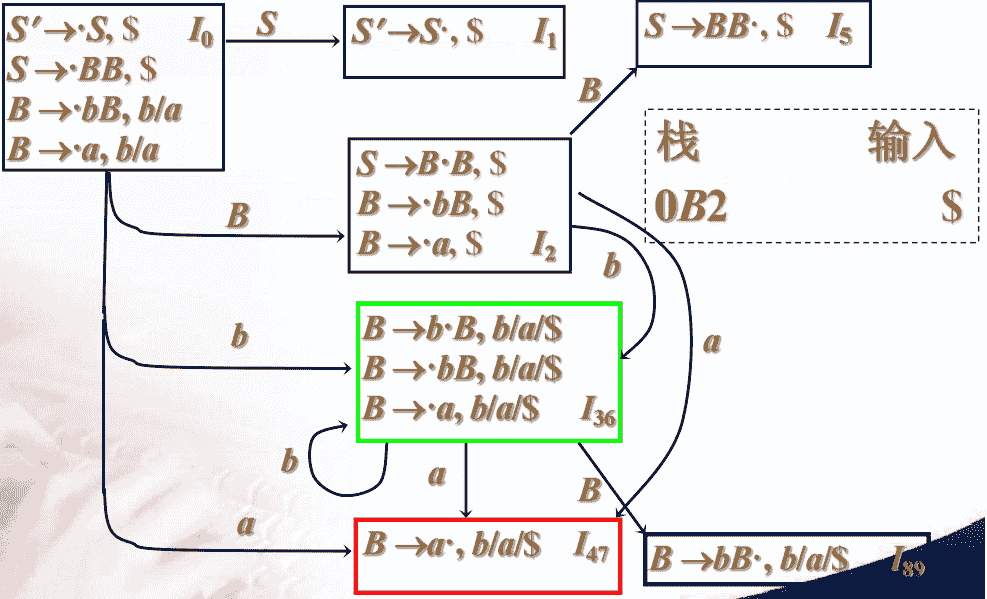 S′→·S, $ I₀
S→·BB, $
B→·bB, b/a
B→·a, b/a
S
S′→S·, $ I₁
S→BB·, $ I₅
B
栈 输入
0B2 $
B
S→B·B, $
B→·bB, $
B→·a, $ I₂
b
a
b
B→b·B, b/a/$
B→·bB, b/a/$
B→·a, b/a/$ I₃₆
b
a
B
a
B→a·, b/a/$ I₄₇
B→bB·, b/a/$ I₈₉